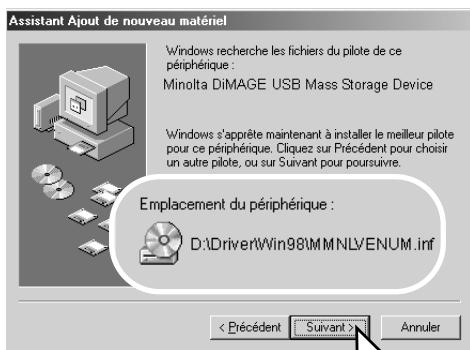 Assistant Ajout de nouveau matériel
Windows recherche les fichiers du pilote de ce
périphérique :
Minolta DiMAGE USB Mass Storage Device
Windows s'apprête maintenant à installer le meilleur pilote
pour ce périphérique. Cliquez sur Précédent pour choisir
un autre pilote, ou sur Suivant pour poursuivre.
Emplacement du périphérique :
D:\Driver\Win98\MMNLVENUM.inf
< Précédent
Suivant >
Annuler